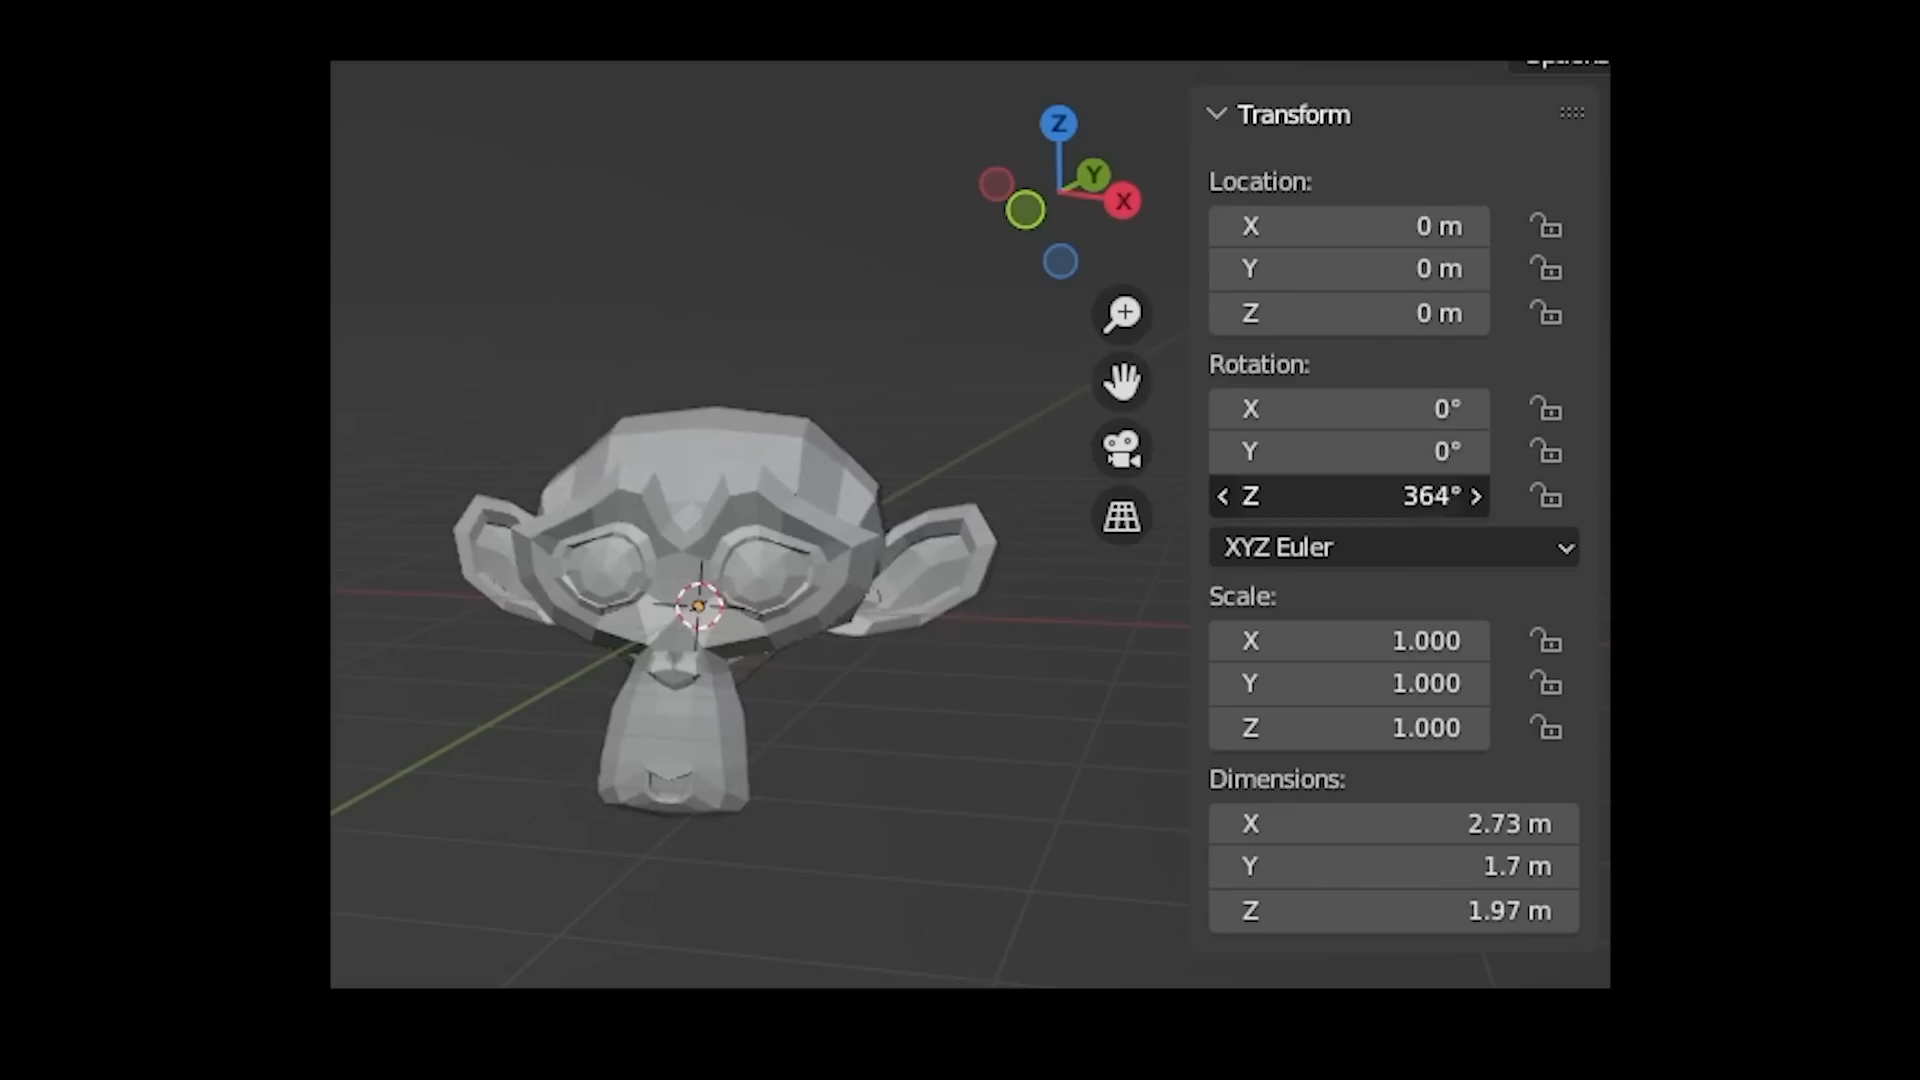 Options
Z
Y
X
Transform
Location:
X 0 m
Y 0 m
Z 0 m
Rotation:
X 0°
Y 0°
Z 364°
XYZ Euler
Scale:
X 1.000
Y 1.000
Z 1.000
Dimensions:
X 2.73 m
Y 1.7 m
Z 1.97 m